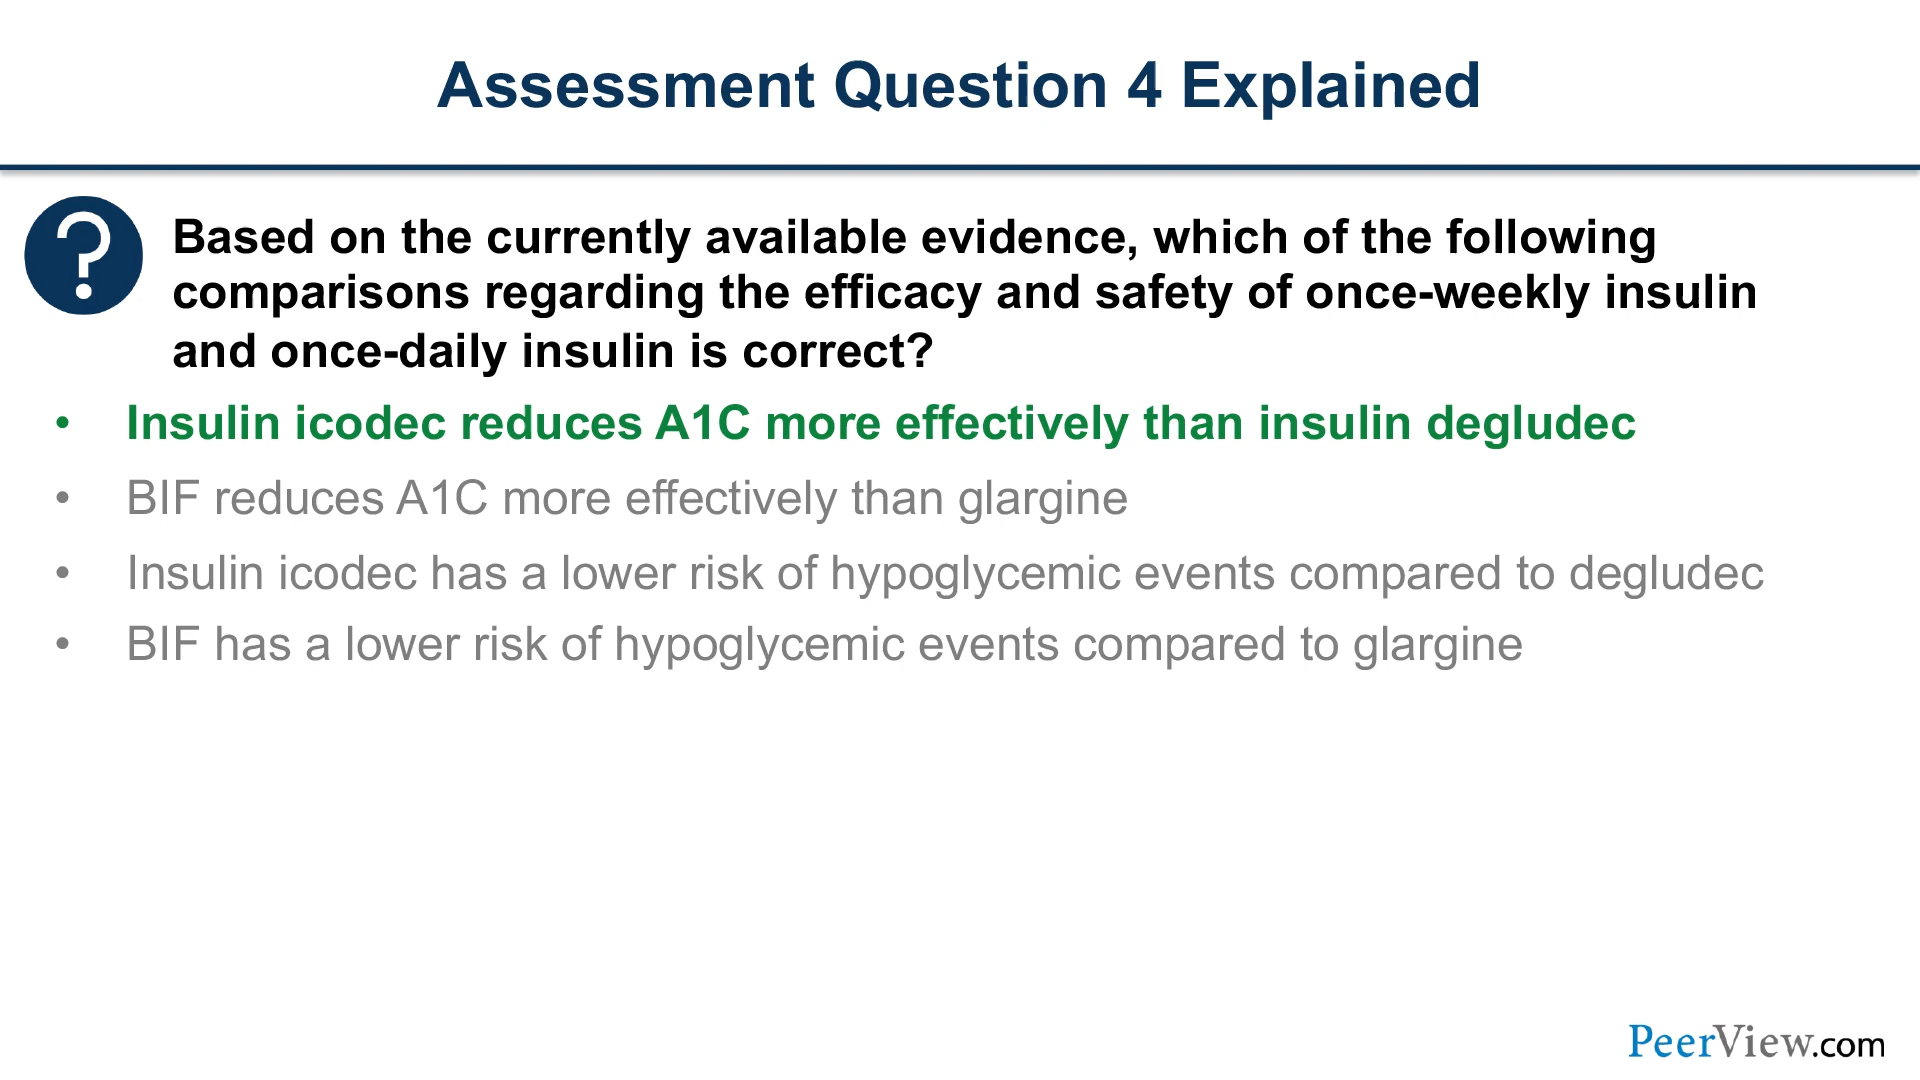 Assessment Question 4 Explained
Based on the currently available evidence, which of the following
comparisons regarding the efficacy and safety of once-weekly insulin
and once-daily insulin is correct?
• Insulin icodec reduces A1C more effectively than insulin degludec
• BIF reduces A1C more effectively than glargine
• Insulin icodec has a lower risk of hypoglycemic events compared to degludec
• BIF has a lower risk of hypoglycemic events compared to glargine
PeerView.com